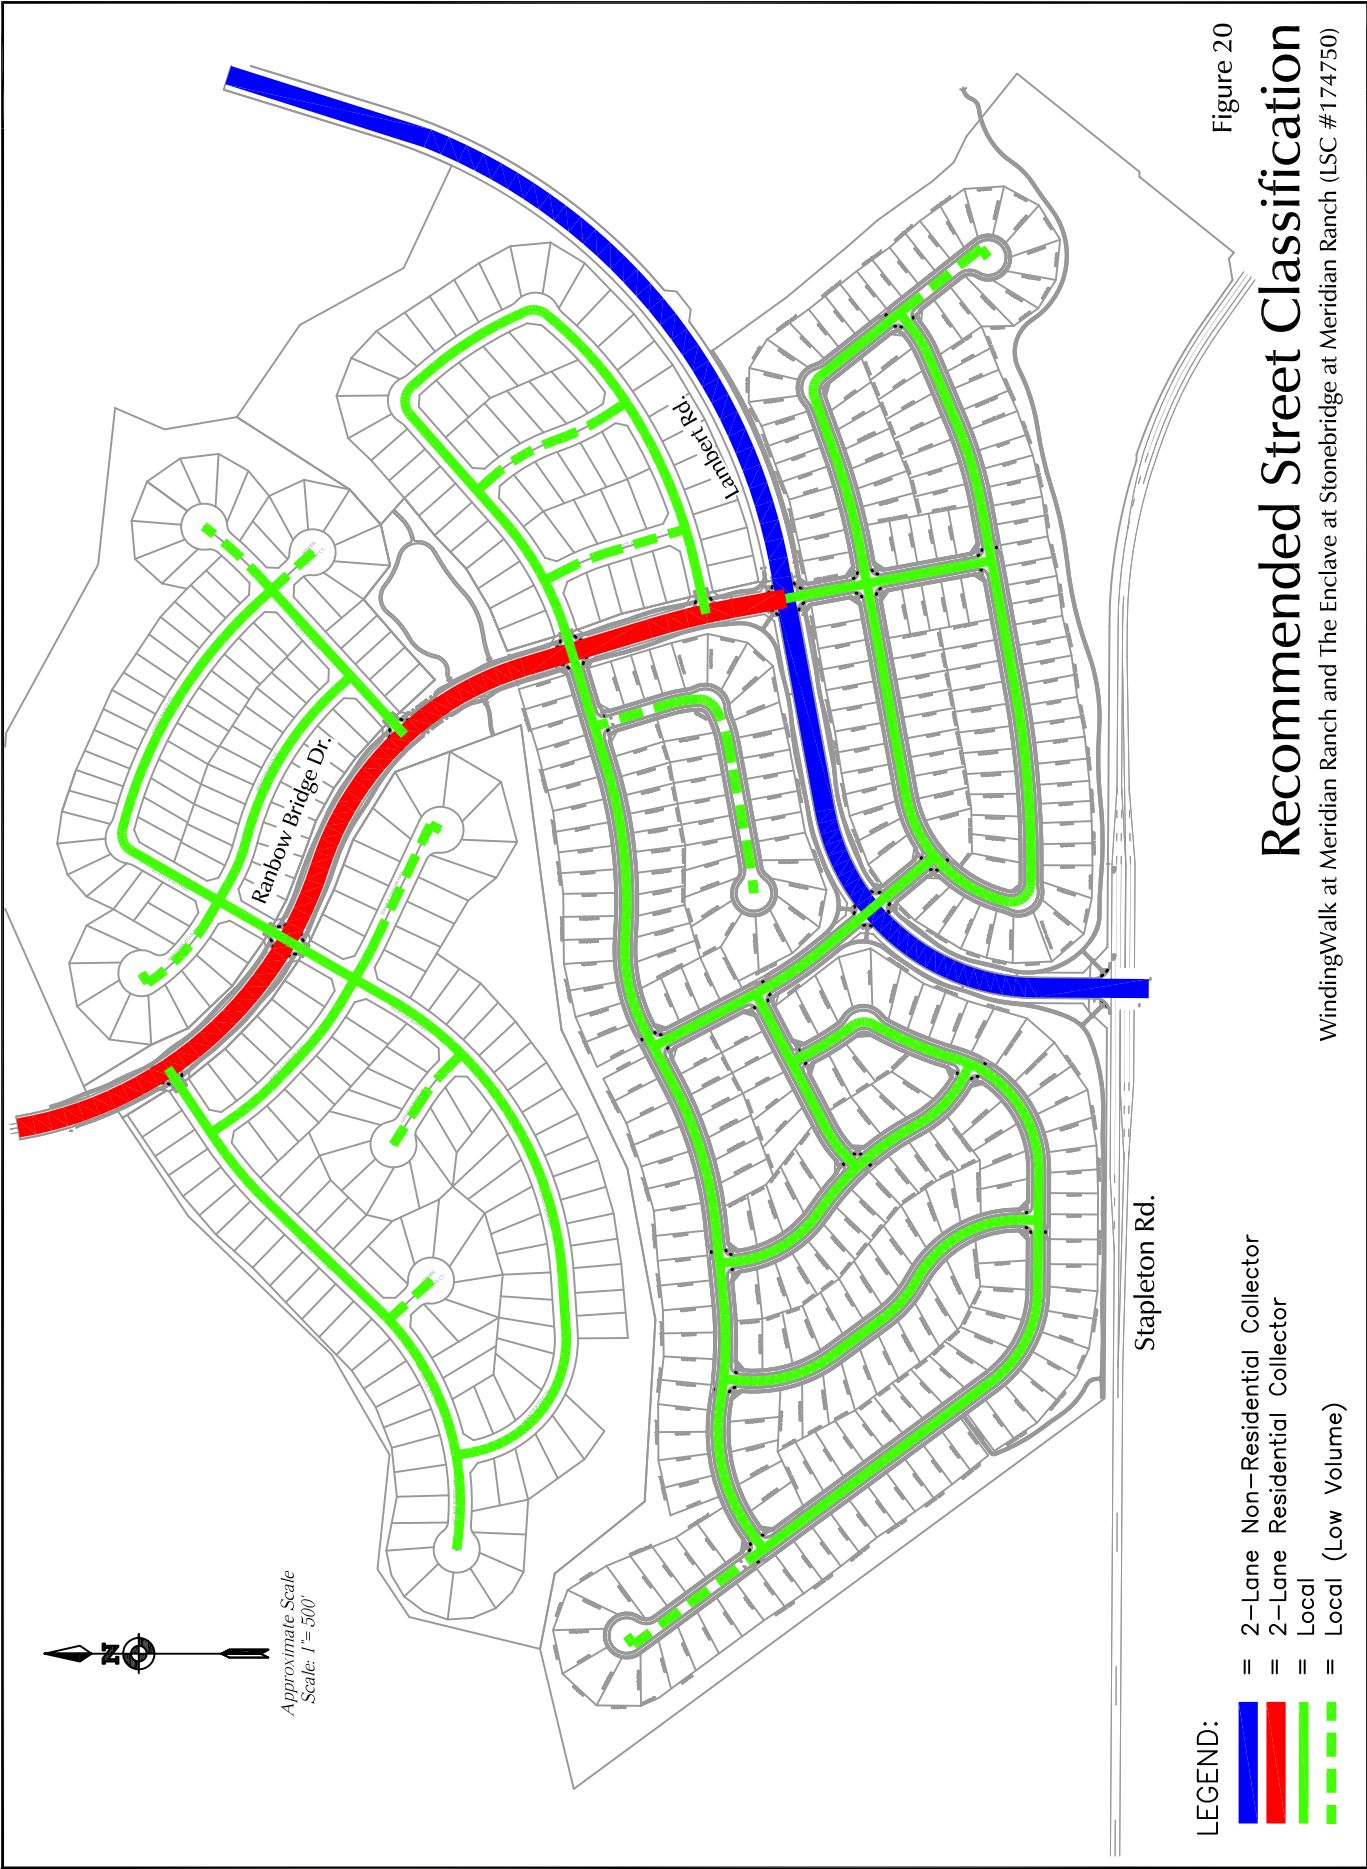 Figure 20
Recommended Street Classification
WindingWalk at Meridian Ranch and The Enclave at Stonebridge at Meridian Ranch (LSC #174750)
N
Approximate Scale
Scale: 1"= 500'
Ranbow Bridge Dr.
Lambert Rd.
Stapleton Rd.
LEGEND:
= 2-Lane Non-Residential Collector
= 2-Lane Residential Collector
= Local
= Local (Low Volume)